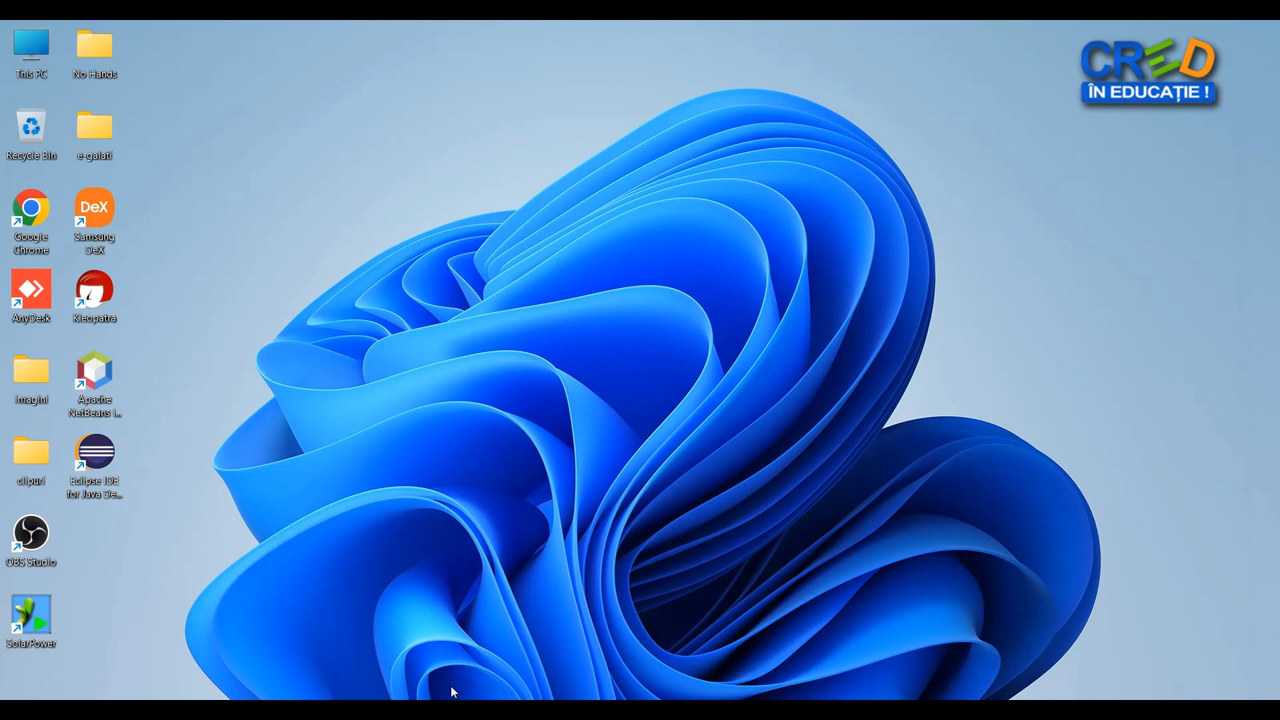 This PC
No Hands
Recycle Bin
e-galati
Google
Chrome
DeX
Samsung
DeX
AnyDesk
Kleopatra
imagini
Apache
NetBeans I...
clipuri
Eclipse IDE
for Java De...
OBS Studio
SolarPower
CRED
ÎN EDUCAȚIE !